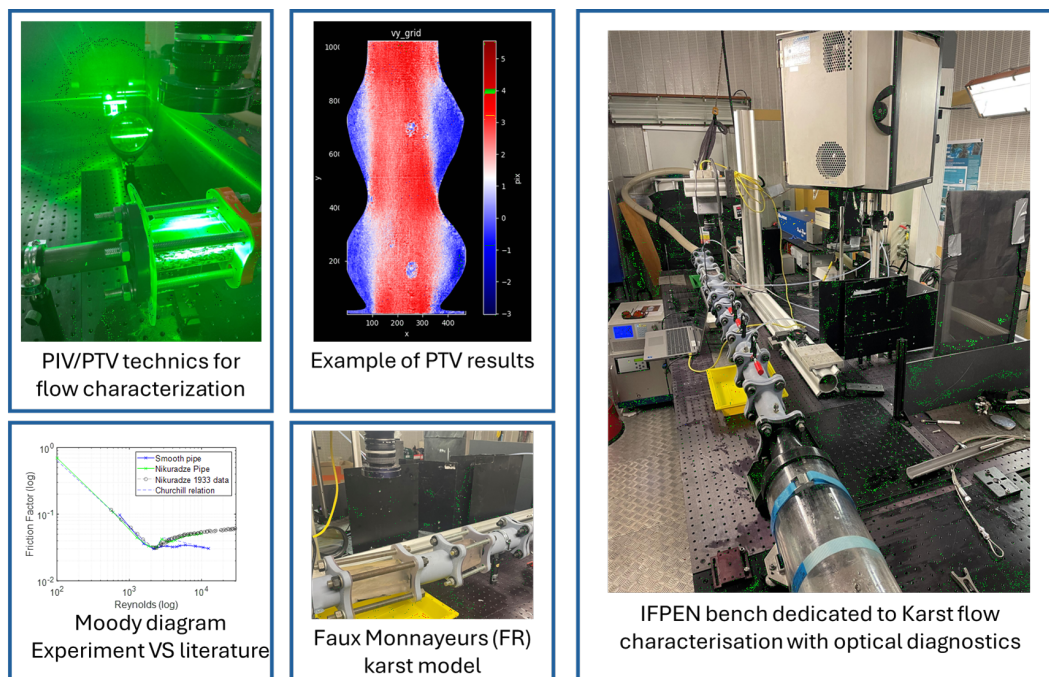 PIV/PTV technics for
flow characterization
vy_grid
1000
800
600
400
200
y
100 200 300 400
x
5
4
3
2
1
0
−1
−2
−3
pix
Example of PTV results
10^0
10^-1
10^-2
Friction Factor (log)
Smooth pipe
Nikuradze Pipe
Nikuradze 1933 data
Churchill relation
10^2 10^3 10^4
Reynolds (log)
Moody diagram
Experiment VS literature
Faux Monnayeurs (FR)
karst model
IFPEN bench dedicated to Karst flow
characterisation with optical diagnostics